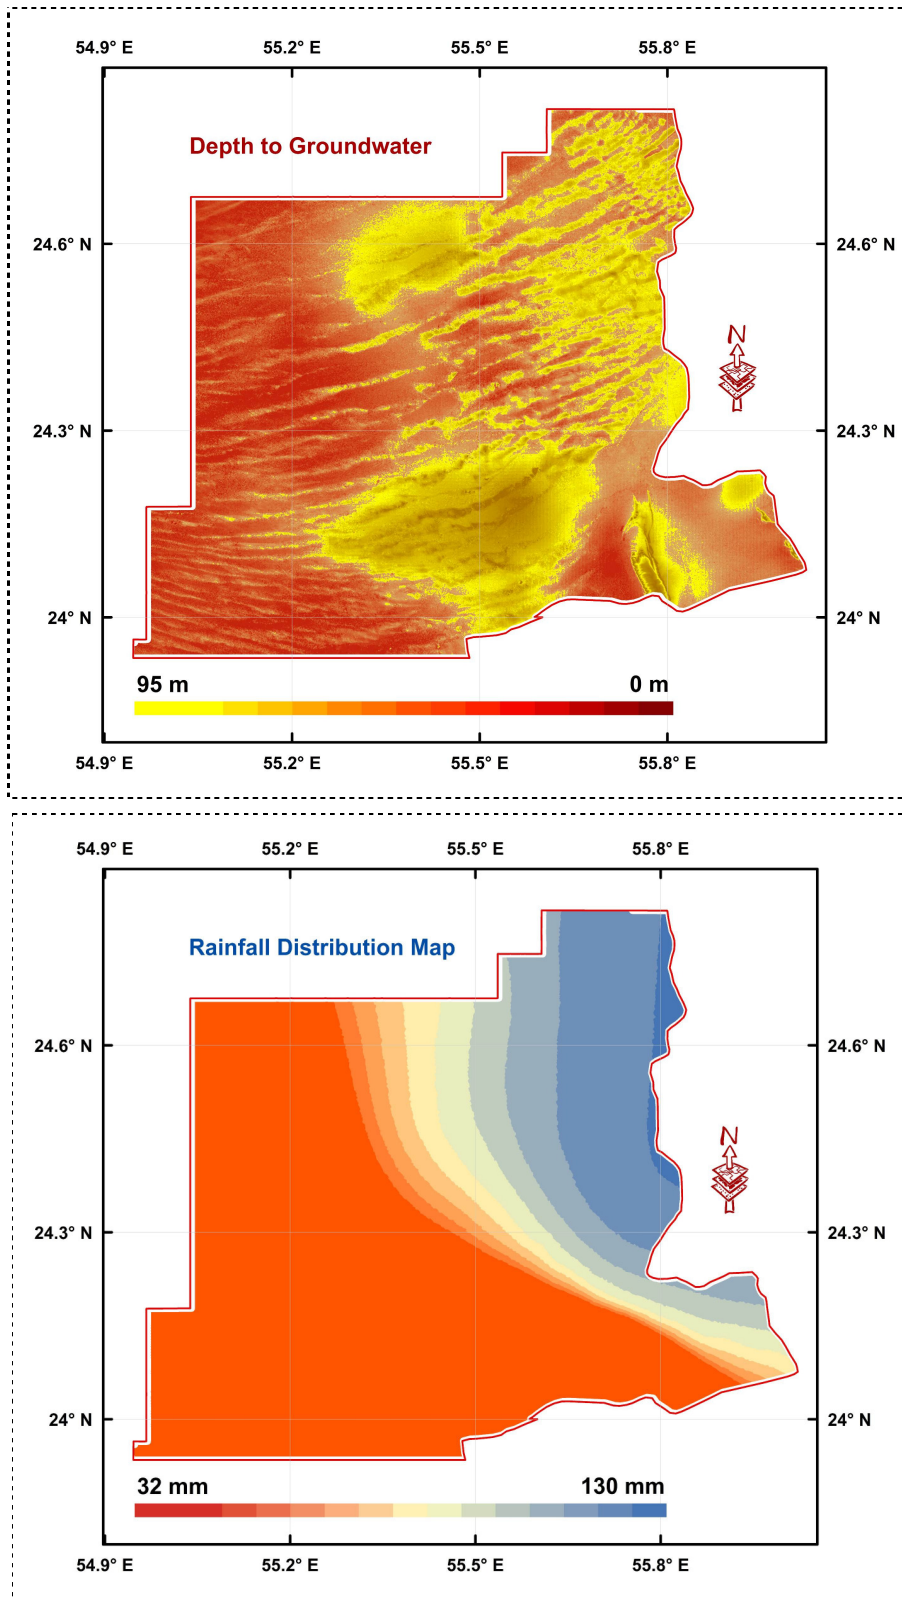 54.9° E 55.2° E 55.5° E 55.8° E
Depth to Groundwater
24.6° N 24.6° N
N
24.3° N 24.3° N
24° N 24° N
95 m 0 m
54.9° E 55.2° E 55.5° E 55.8° E
54.9° E 55.2° E 55.5° E 55.8° E
Rainfall Distribution Map
24.6° N 24.6° N
N
24.3° N 24.3° N
24° N 24° N
32 mm 130 mm
54.9° E 55.2° E 55.5° E 55.8° E